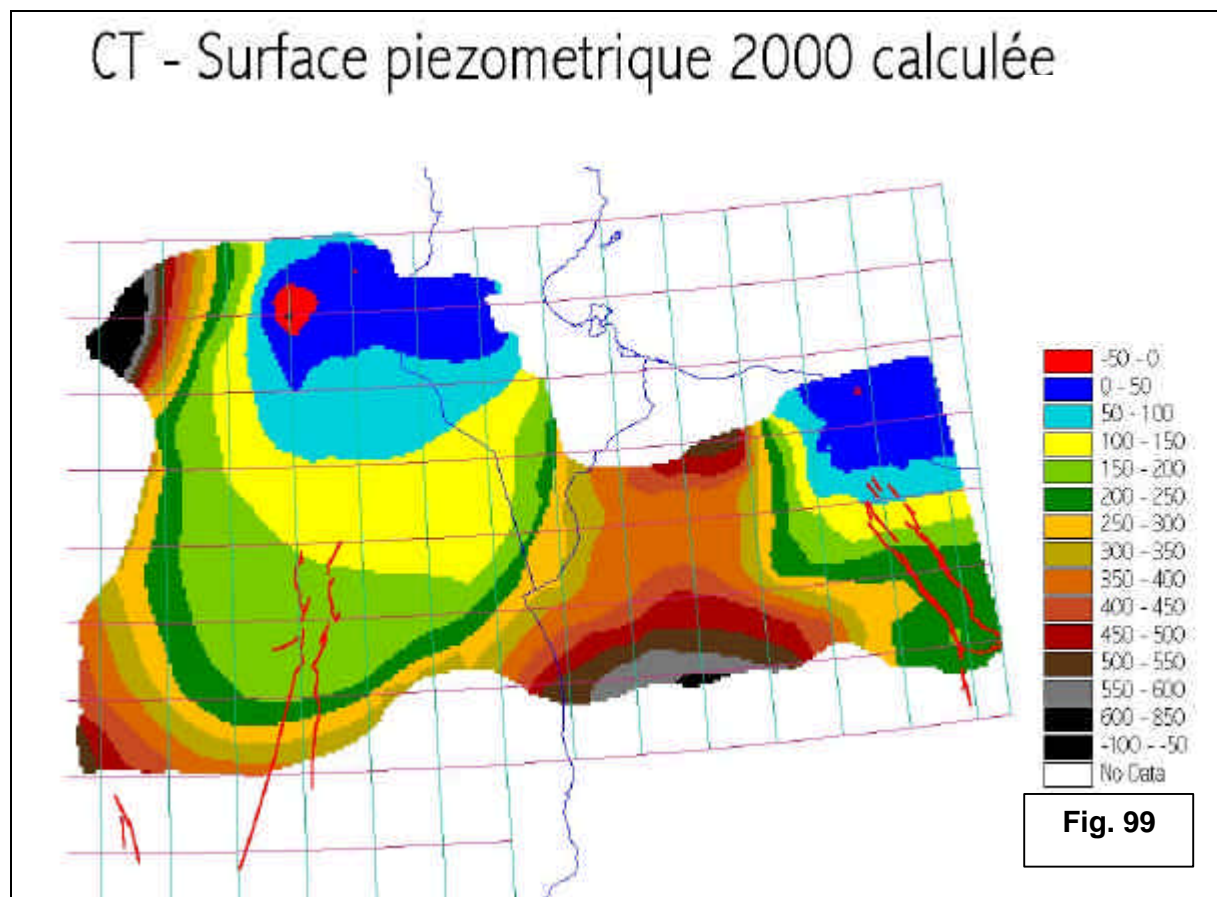 CT - Surface piezometrique 2000 calculée
-50 - 0
0 - 50
50 - 100
100 - 150
150 - 200
200 - 250
250 - 300
300 - 350
350 - 400
400 - 450
450 - 500
500 - 550
550 - 600
600 - 850
-100 - -50
No Data
Fig. 99